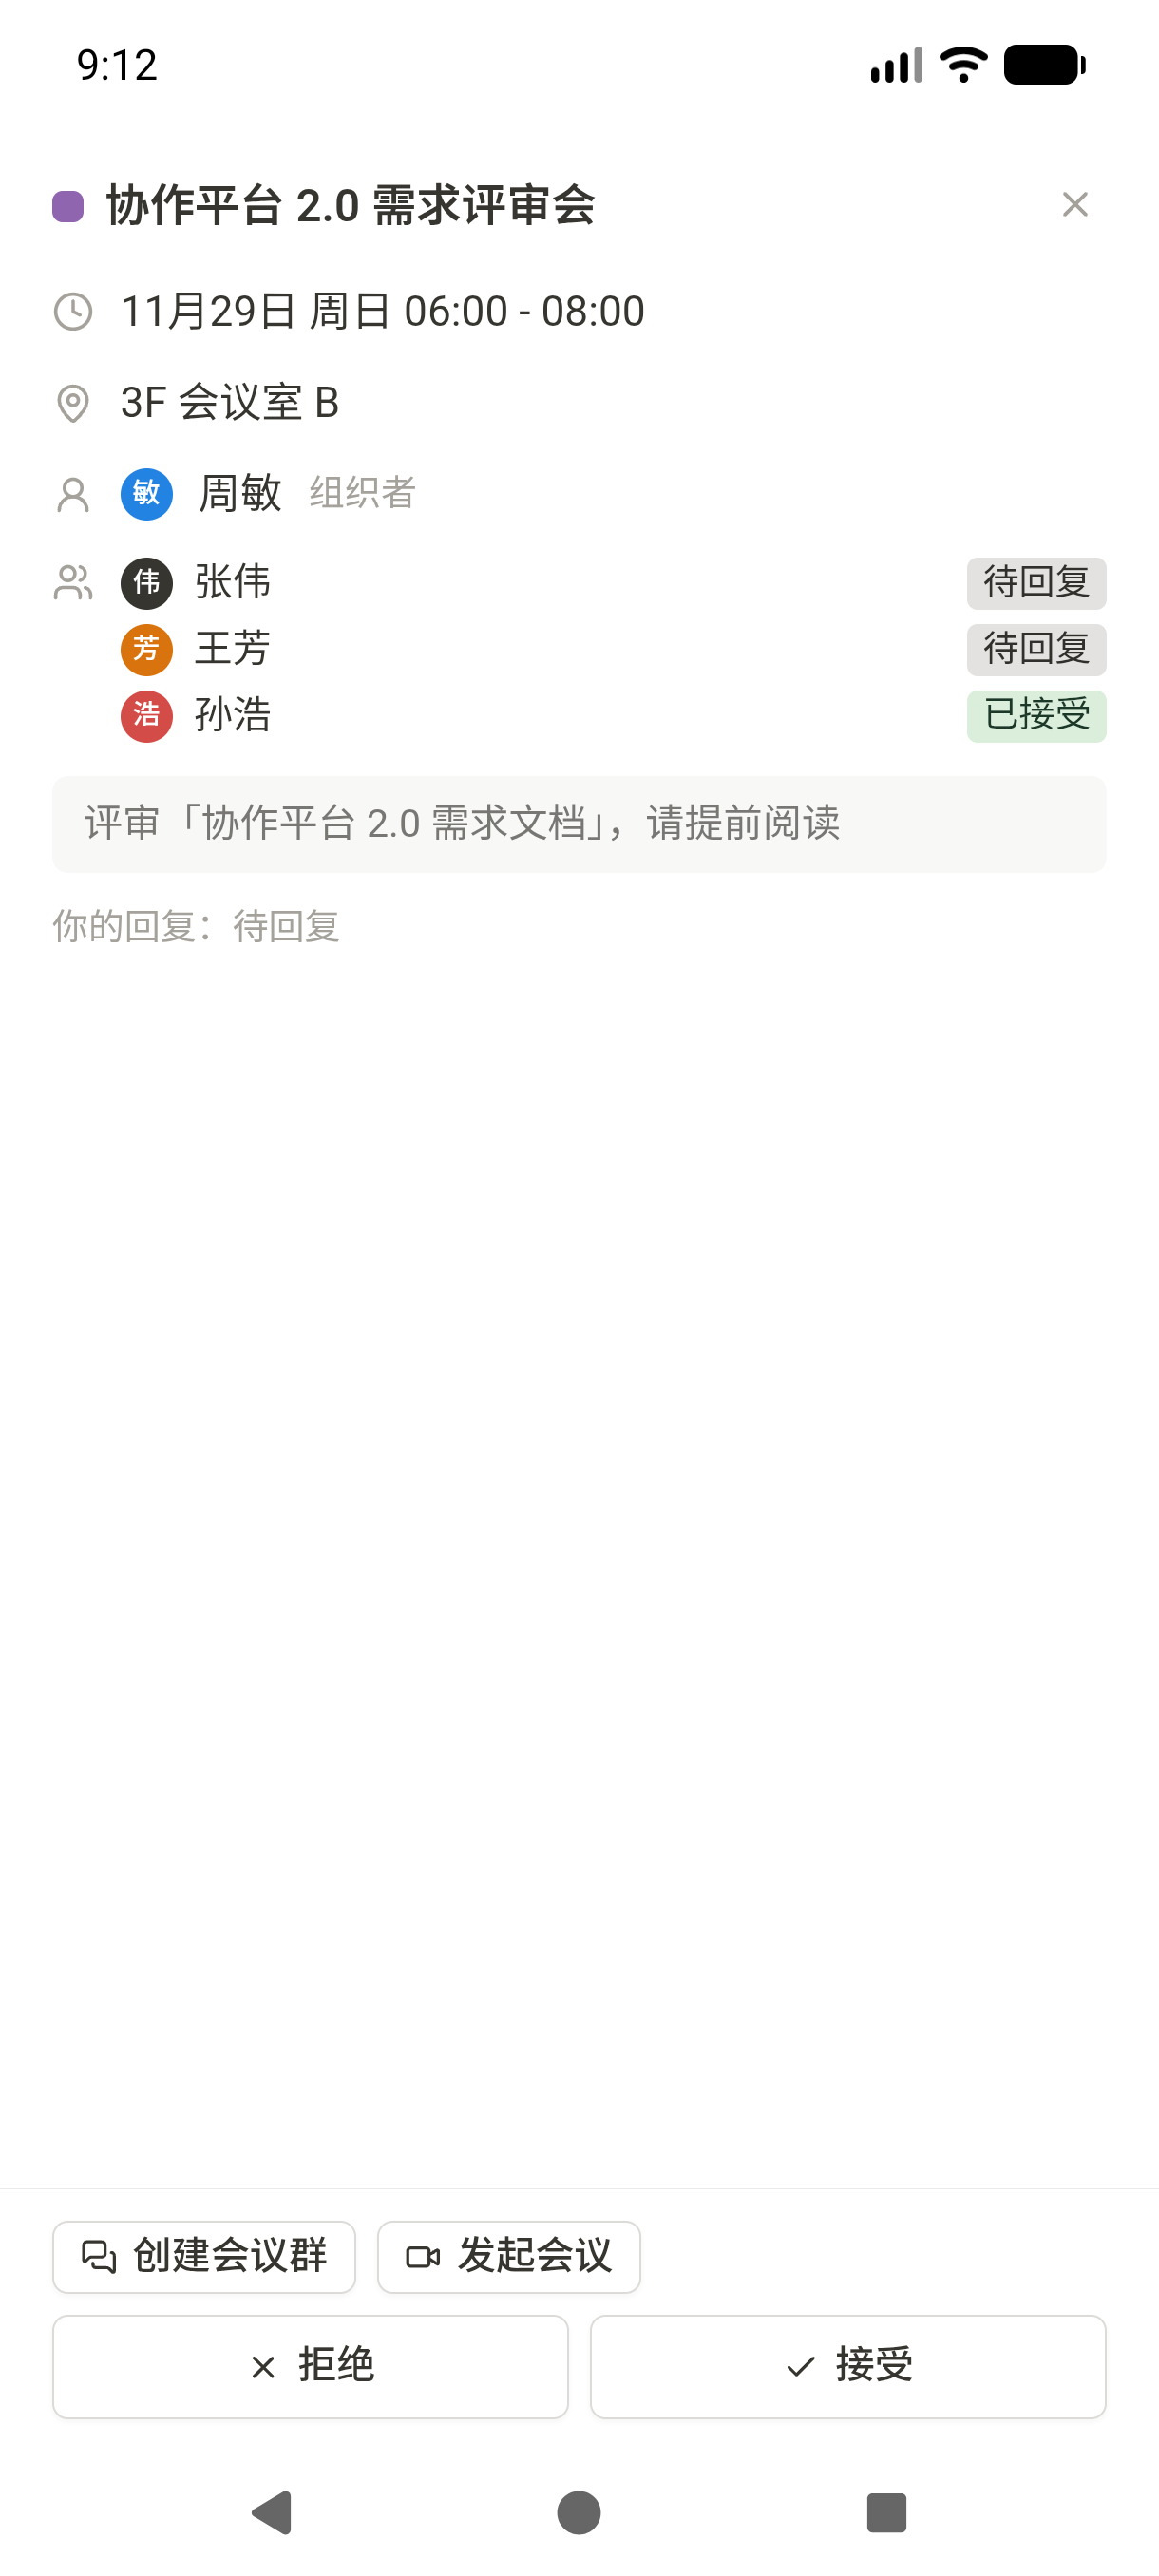 9:12
协作平台 2.0 需求评审会
11月29日 周日 06:00 - 08:00
3F 会议室 B
敏 周敏 组织者
伟 张伟 待回复
芳 王芳 待回复
浩 孙浩 已接受
评审「协作平台 2.0 需求文档」，请提前阅读
你的回复：待回复
创建会议群 发起会议
拒绝 接受